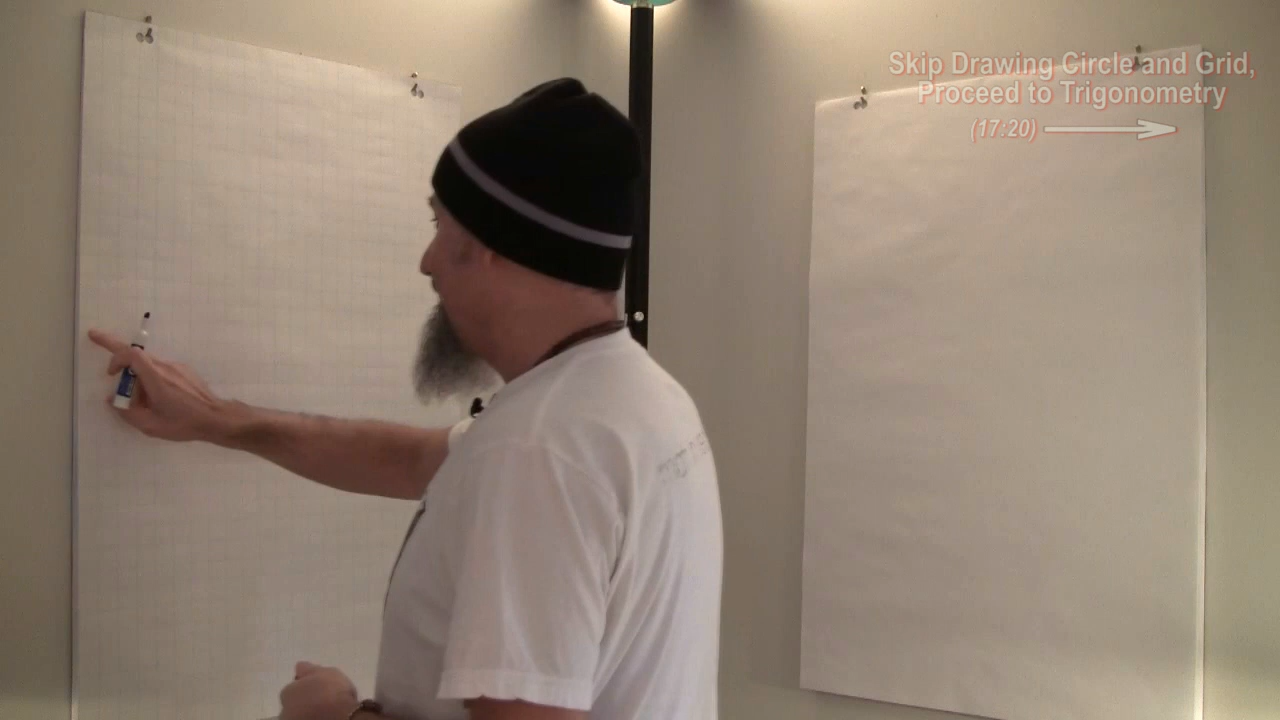 Skip Drawing Circle and Grid,
Proceed to Trigonometry
(17:20)